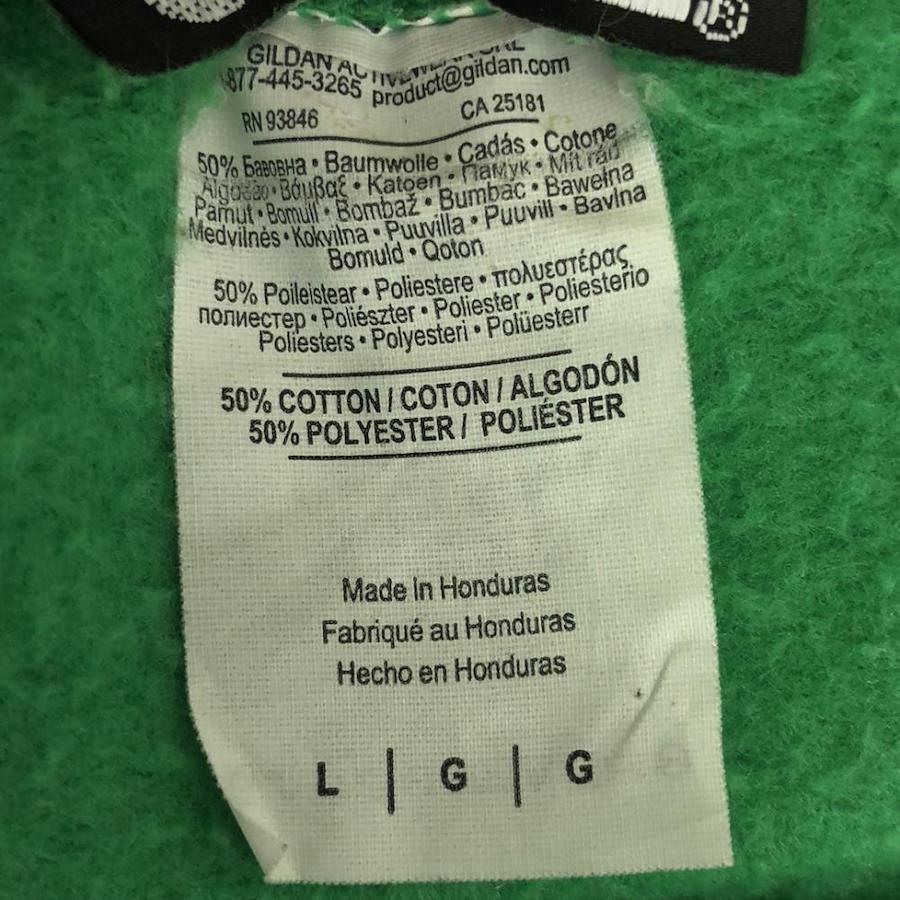 GILDAN ACTIVEWEAR SRL
877-445-3265 product@gildan.com
RN 93846 CA 25181
50% Бавовна • Baumwolle • Cadás • Cotone
Algodão • Βάμβαξ • Katoen • Памук • Mit rad
Pamut • Bomull • Bombaž • Bumbac • Bawełna
Medvilnės • Kokvilna • Puuvilla • Puuvill • Bavlna
Bomuld • Qoton
50% Poileistear • Poliestere • πολυεστέρας
полиестер • Poliészter • Poliester • Poliesterio
Poliesters • Polyesteri • Polüesterr
50% COTTON / COTON / ALGODÓN
50% POLYESTER / POLIÉSTER
Made In Honduras
Fabriqué au Honduras
Hecho en Honduras
L | G | G